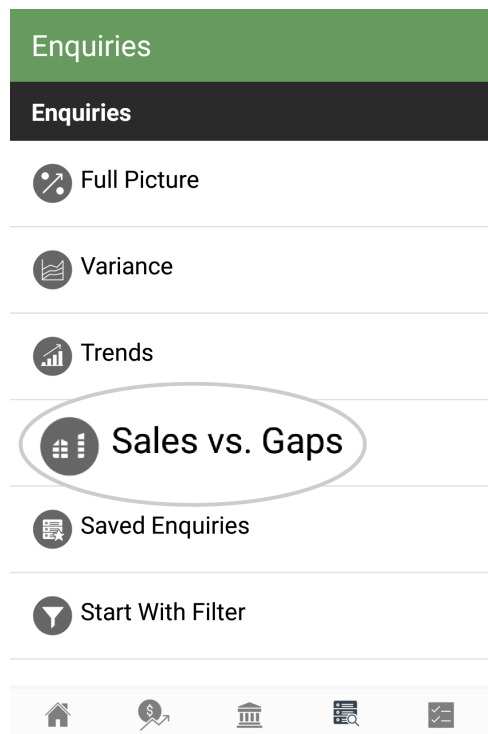 Enquiries
Enquiries
Full Picture
Variance
Trends
Sales vs. Gaps
Saved Enquiries
Start With Filter